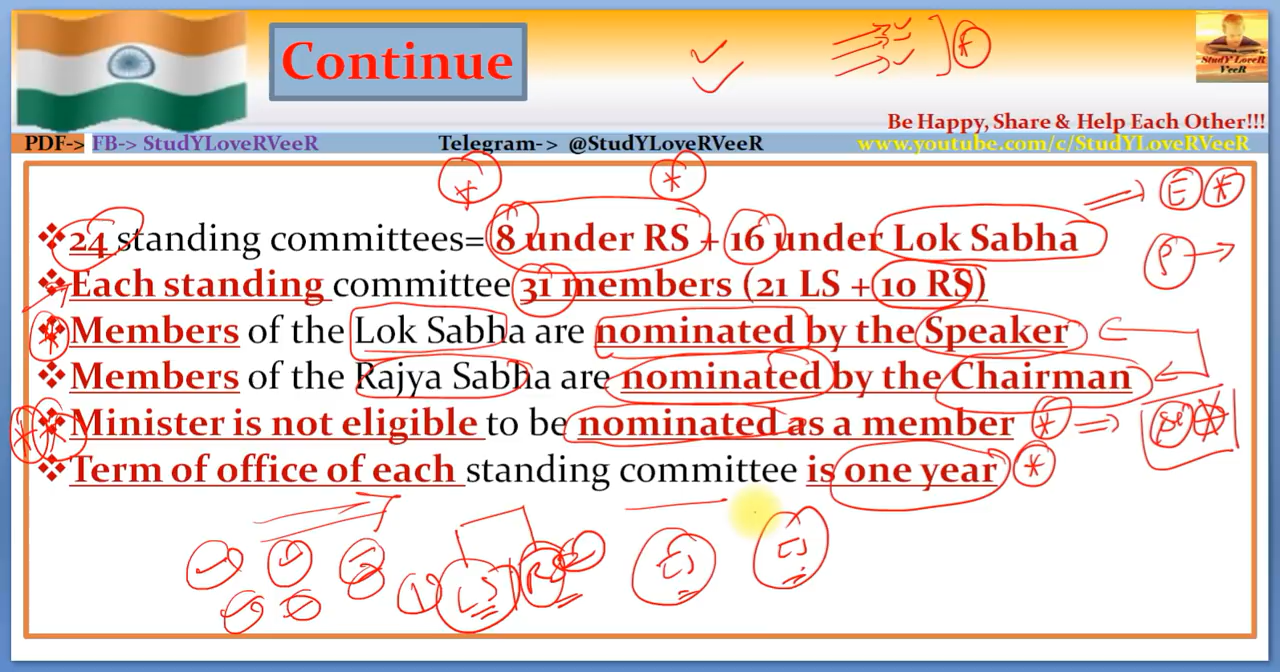 Continue
StudY LoveR
VeeR
Be Happy, Share & Help Each Other!!!
PDF-> FB-> StudYLoveRVeeR Telegram-> @StudYLoveRVeeR www.youtube.com/c/StudYLoveRVeeR
❖24 standing committees= 8 under RS + 16 under Lok Sabha
❖Each standing committee 31 members (21 LS + 10 RS)
❖Members of the Lok Sabha are nominated by the Speaker
❖Members of the Rajya Sabha are nominated by the Chairman
❖Minister is not eligible to be nominated as a member
❖Term of office of each standing committee is one year
LS RS